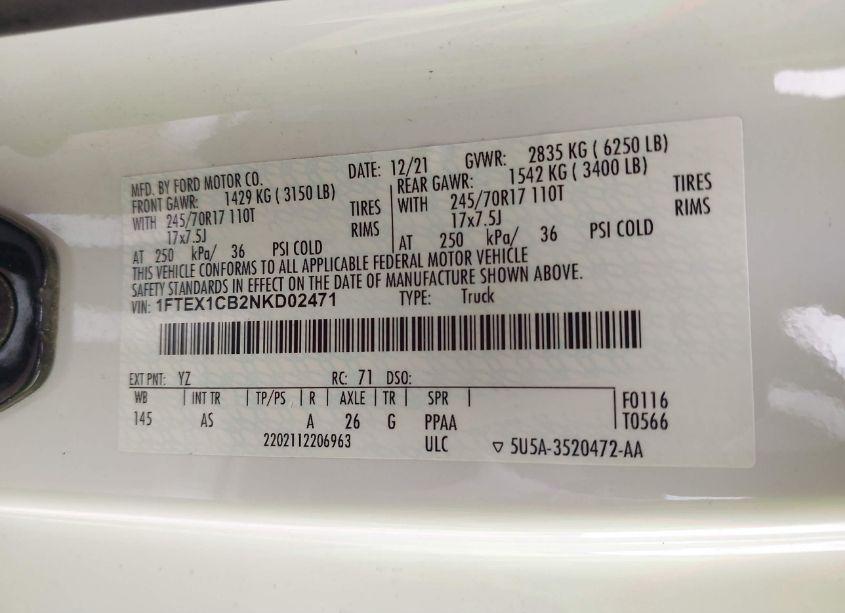 MFD. BY FORD MOTOR CO.
DATE: 12/21 GVWR: 2835 KG ( 6250 LB)
FRONT GAWR: 1429 KG ( 3150 LB)
WITH 245/70R17 110T TIRES
17x7.5J RIMS
AT 250 kPa/ 36 PSI COLD
REAR GAWR: 1542 KG ( 3400 LB)
WITH 245/70R17 110T TIRES
17x7.5J RIMS
AT 250 kPa/ 36 PSI COLD
THIS VEHICLE CONFORMS TO ALL APPLICABLE FEDERAL MOTOR VEHICLE
SAFETY STANDARDS IN EFFECT ON THE DATE OF MANUFACTURE SHOWN ABOVE.
VIN: 1FTEX1CB2NKD02471 TYPE: Truck
EXT PNT: YZ RC: 71 DSO:
WB INT TR TP/PS R AXLE TR SPR F0116
145 AS A 26 G PPAA T0566
2202112206963 ULC ▽ 5U5A-3520472-AA